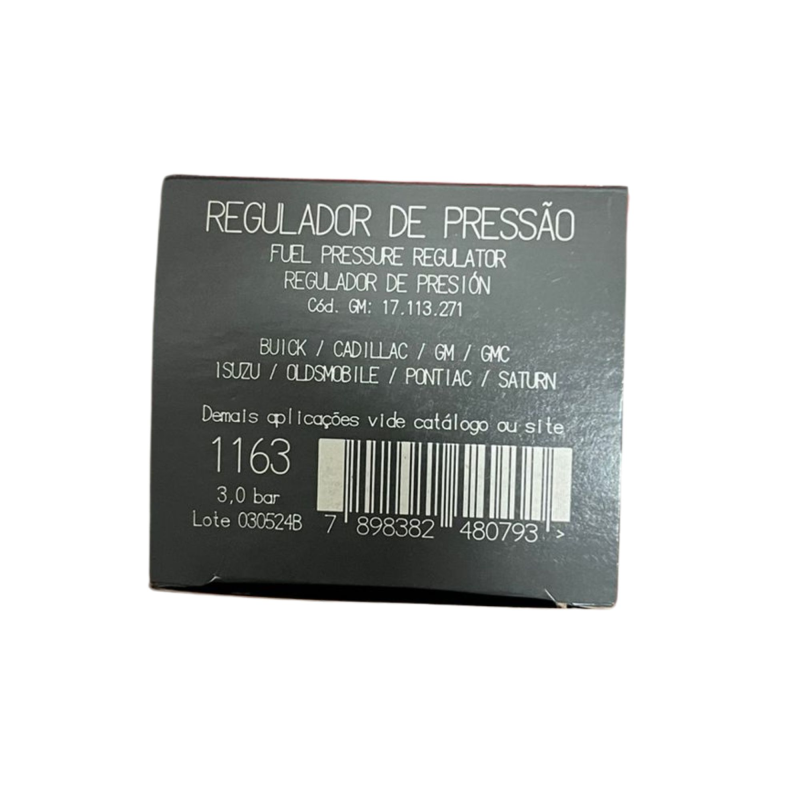 REGULADOR DE PRESSÃO
FUEL PRESSURE REGULATOR
REGULADOR DE PRESIÓN
Cód. GM: 17.113.271
BUICK / CADILLAC / GM / GMC
ISUZU / OLDSMOBILE / PONTIAC / SATURN
Demais aplicações vide catálogo ou site
1163
3,0 bar
Lote 030524B
7 898382 480793 >